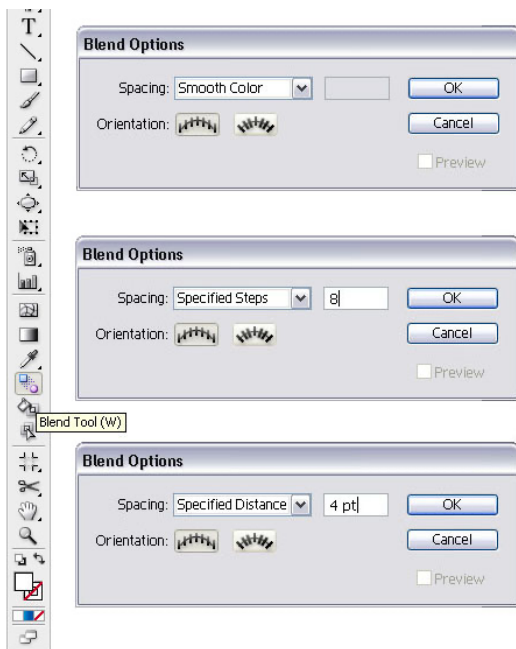 T
Blend Options
Spacing: Smooth Color
OK
Orientation:
Cancel
Preview
Blend Options
Spacing: Specified Steps 8
OK
Orientation:
Cancel
Preview
Blend Tool (W)
Blend Options
Spacing: Specified Distance 4 pt
OK
Orientation:
Cancel
Preview